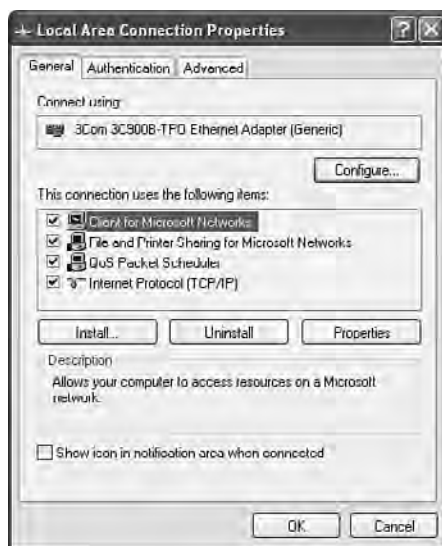 Local Area Connection Properties
General Authentication Advanced
Connect using:
3Com 3C900B-TPO Ethernet Adapter (Generic)
Configure...
This connection uses the following items:
Client for Microsoft Networks
File and Printer Sharing for Microsoft Networks
QoS Packet Scheduler
Internet Protocol (TCP/IP)
Install... Uninstall Properties
Description
Allows your computer to access resources on a Microsoft
network.
Show icon in notification area when connected
OK Cancel